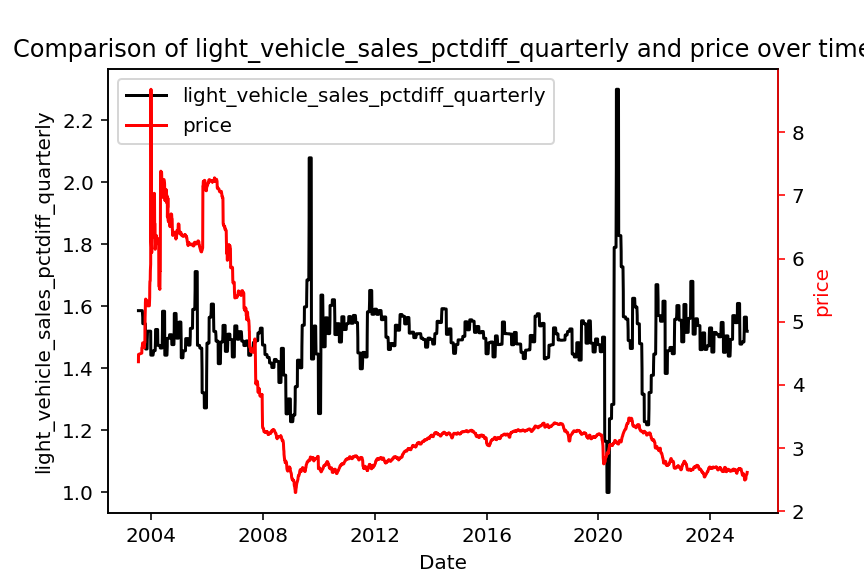 Comparison of light_vehicle_sales_pctdiff_quarterly and price over time
light_vehicle_sales_pctdiff_quarterly
price
light_vehicle_sales_pctdiff_quarterly
2.2
2.0
1.8
1.6
1.4
1.2
1.0
8
7
6
5
4
3
2
price
2004 2008 2012 2016 2020 2024
Date